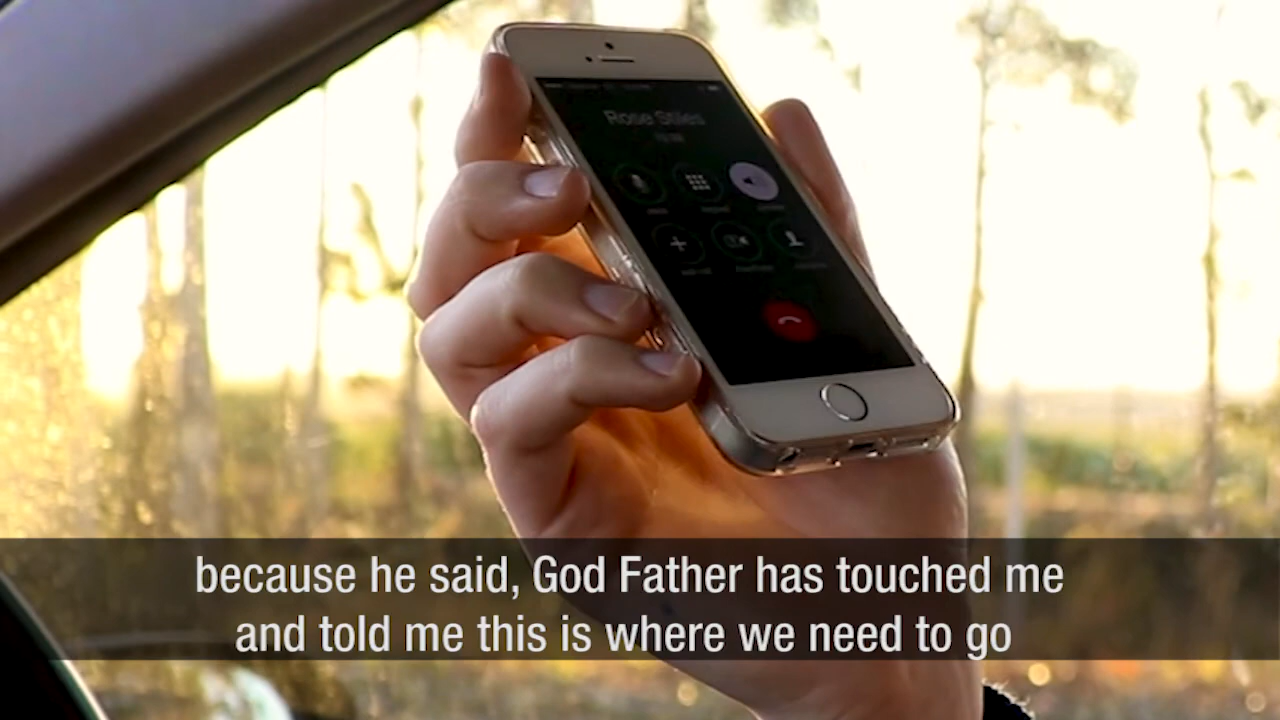 Rose Stiles
because he said, God Father has touched me
and told me this is where we need to go